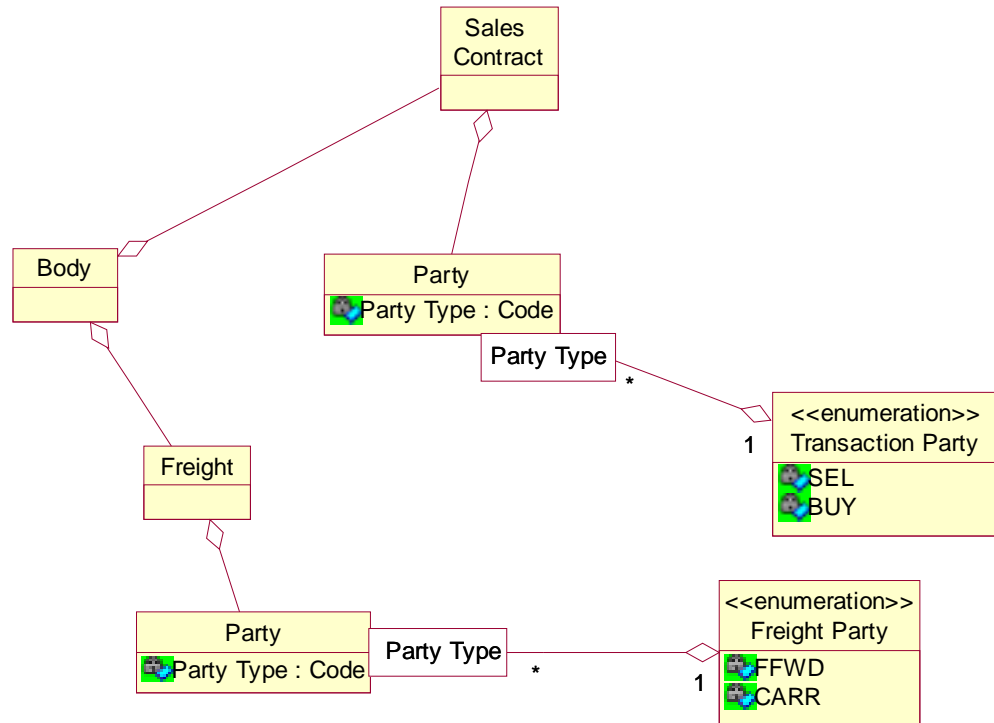 Sales
Contract
Body
Party
Party Type : Code
Party Type
*
1
<<enumeration>>
Transaction Party
SEL
BUY
Freight
Party
Party Type : Code
Party Type
*
1
<<enumeration>>
Freight Party
FFWD
CARR